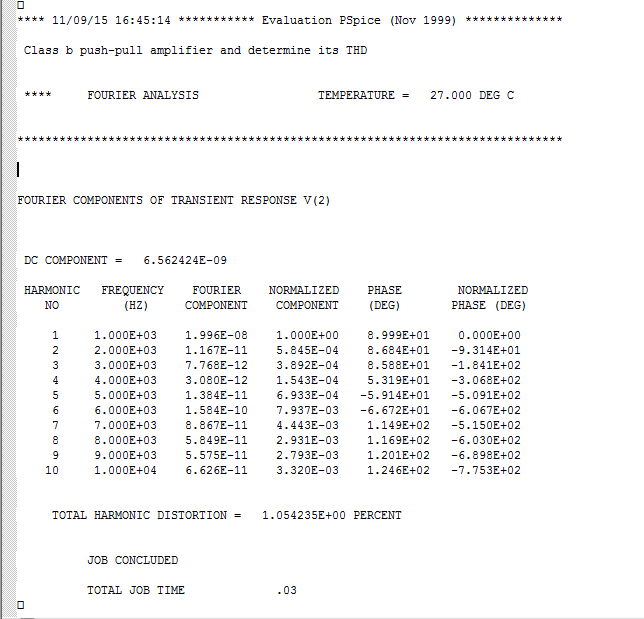 **** 11/09/15 16:45:14 *********** Evaluation PSpice (Nov 1999) **************
Class b push-pull amplifier and determine its THD
**** FOURIER ANALYSIS TEMPERATURE = 27.000 DEG C
******************************************************************************
FOURIER COMPONENTS OF TRANSIENT RESPONSE V(2)
DC COMPONENT = 6.562424E-09
HARMONIC FREQUENCY FOURIER NORMALIZED PHASE NORMALIZED
NO (HZ) COMPONENT COMPONENT (DEG) PHASE (DEG)
1 1.000E+03 1.996E-08 1.000E+00 8.999E+01 0.000E+00
2 2.000E+03 1.167E-11 5.845E-04 8.684E+01 -9.314E+01
3 3.000E+03 7.768E-12 3.892E-04 8.588E+01 -1.841E+02
4 4.000E+03 3.080E-12 1.543E-04 5.319E+01 -3.068E+02
5 5.000E+03 1.384E-11 6.933E-04 -5.914E+01 -5.091E+02
6 6.000E+03 1.584E-10 7.937E-03 -6.672E+01 -6.067E+02
7 7.000E+03 8.867E-11 4.443E-03 1.149E+02 -5.150E+02
8 8.000E+03 5.849E-11 2.931E-03 1.169E+02 -6.030E+02
9 9.000E+03 5.575E-11 2.793E-03 1.201E+02 -6.898E+02
10 1.000E+04 6.626E-11 3.320E-03 1.246E+02 -7.753E+02
TOTAL HARMONIC DISTORTION = 1.054235E+00 PERCENT
JOB CONCLUDED
TOTAL JOB TIME .03